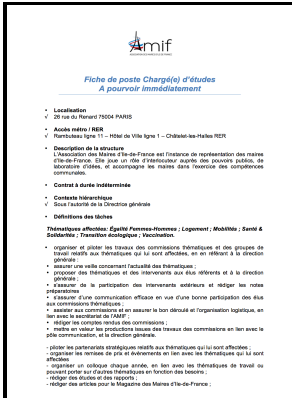 Amif
Fiche de poste Chargé(e) d'études
A pourvoir immédiatement
• Localisation
√ 26 rue du Renard 75004 PARIS
• Accès métro / RER
√ Rambuteau ligne 11 – Hôtel de Ville ligne 1 – Châtelet-les-Halles RER
• Description de la structure
L'Association des Maires d'Ile-de-France est l'instance de représentation des maires
d'Ile-de-France. Elle joue un rôle d'interlocuteur auprès des pouvoirs publics, de
laboratoire d'idées, et accompagne les maires dans l'exercice des compétences
communales.
• Contrat à durée indéterminée
• Contexte hiérarchique
√ Sous l'autorité de la Directrice générale
• Définitions des tâches
Thématiques affectées: Égalité Femmes-Hommes ; Logement ; Mobilités ; Santé &
Solidarités ; Transition écologique ; Vaccination.
• organiser et piloter les travaux des commissions thématiques et des groupes de
travail relatifs aux thématiques qui lui sont affectées, en en référant à la direction
générale ;
• assurer une veille concernant l'actualité des thématiques ;
• proposer des thématiques et des intervenants aux élus référents et à la direction
générale ;
• s'assurer de la participation des intervenants extérieurs et rédiger les notes
préparatoires
• s'assurer d'une communication efficace en vue d'une bonne participation des élus
aux commissions thématiques ;
• assister aux commissions et en assurer le bon déroulé et l'organisation logistique, en
lien avec le secrétariat de l'AMIF ;
• rédiger les comptes rendus des commissions ;
• mettre en valeur les productions issues des travaux des commissions en lien avec le
pôle communication, et la direction générale.
- piloter les partenariats stratégiques relatifs aux thématiques qui lui sont affectées ;
- organiser les remises de prix et événements en lien avec les thématiques qui lui sont
affectées
- organiser un colloque chaque année, en lien avec les thématiques de travail ou
pouvant porter sur d'autres thématiques en fonction des besoins ;
- rédiger des études et des rapports ;
- rédiger des articles pour le Magazine des Maires d'Ile-de-France ;